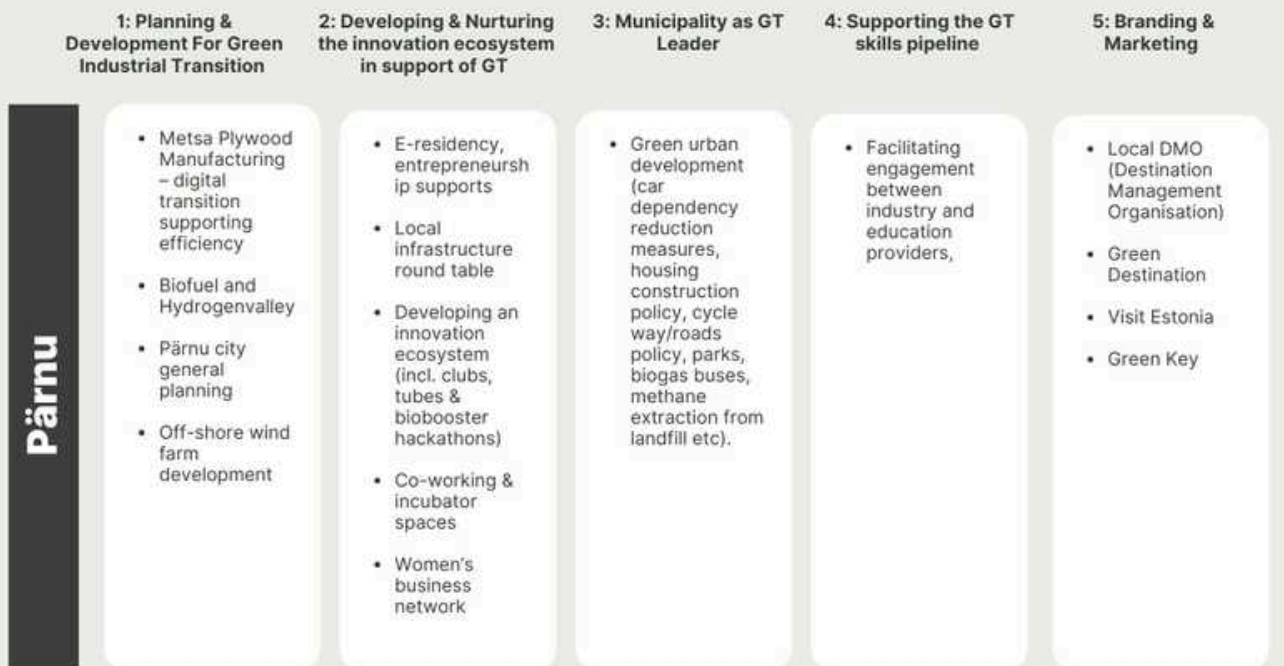 1: Planning &
Development For Green
Industrial Transition
2: Developing & Nurturing
the innovation ecosystem
in support of GT
3: Municipality as GT
Leader
4: Supporting the GT
skills pipeline
5: Branding &
Marketing
Pärnu
• Metsa Plywood
Manufacturing
– digital
transition
supporting
efficiency
• Biofuel and
Hydrogenvalley
• Pärnu city
general
planning
• Off-shore wind
farm
development
• E-residency,
entrepreneursh
ip supports
• Local
infrastructure
round table
• Developing an
innovation
ecosystem
(incl. clubs,
tubes &
biobooster
hackathons)
• Co-working &
incubator
spaces
• Women's
business
network
• Green urban
development
(car
dependency
reduction
measures,
housing
construction
policy, cycle
way/roads
policy, parks,
biogas buses,
methane
extraction from
landfill etc).
• Facilitating
engagement
between
industry and
education
providers,
• Local DMO
(Destination
Management
Organisation)
• Green
Destination
• Visit Estonia
• Green Key